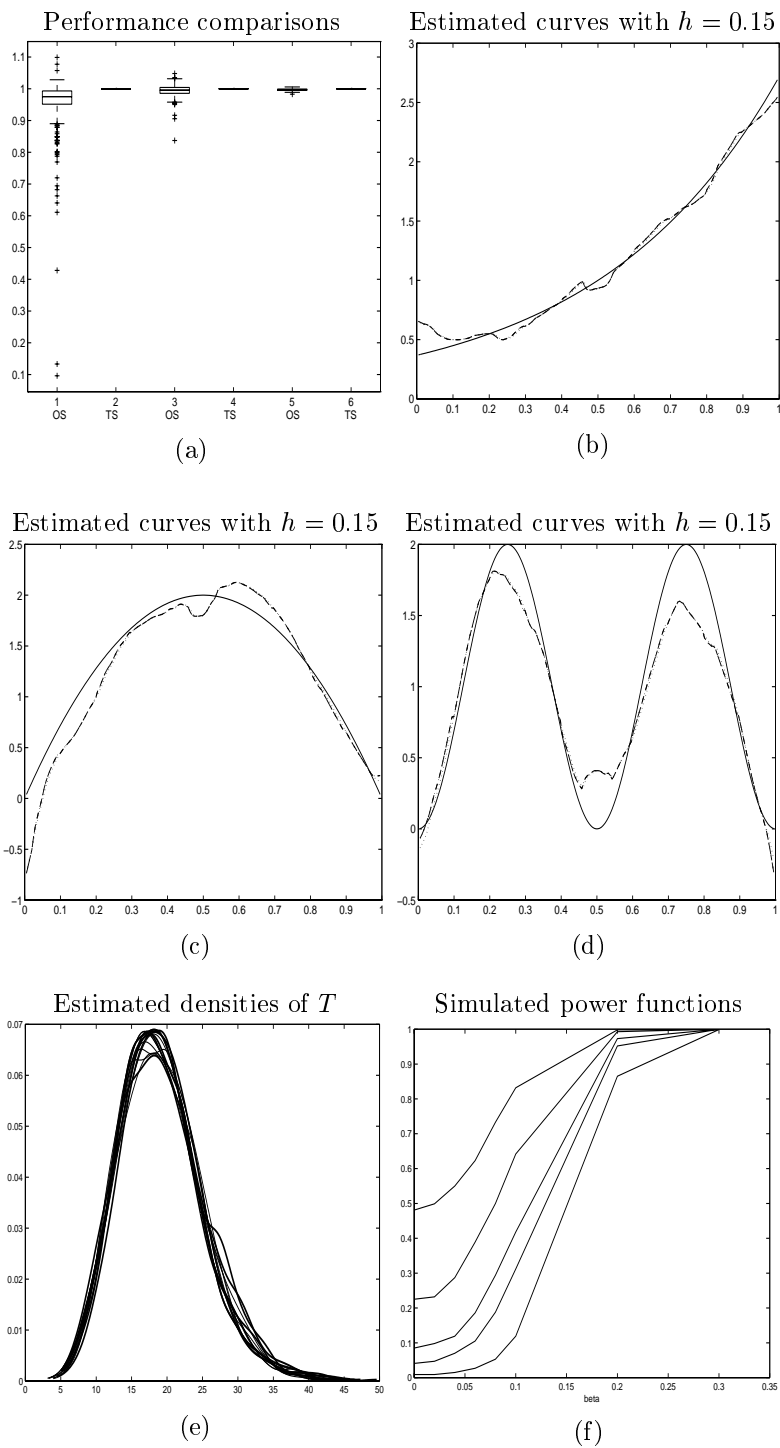 Performance comparisons
1.1
1
0.9
0.8
0.7
0.6
0.5
0.4
0.3
0.2
0.1
1 2 3 4 5 6
OS TS OS TS OS TS
(a)
Estimated curves with h = 0.15
3
2.5
2
1.5
1
0.5
0
0 0.1 0.2 0.3 0.4 0.5 0.6 0.7 0.8 0.9 1
(b)
Estimated curves with h = 0.15
2.5
2
1.5
1
0.5
0
−0.5
−1
0 0.1 0.2 0.3 0.4 0.5 0.6 0.7 0.8 0.9 1
(c)
Estimated curves with h = 0.15
2
1.5
1
0.5
0
−0.5
0 0.1 0.2 0.3 0.4 0.5 0.6 0.7 0.8 0.9 1
(d)
Estimated densities of T
0.07
0.06
0.05
0.04
0.03
0.02
0.01
0
0 5 10 15 20 25 30 35 40 45 50
(e)
Simulated power functions
1
0.9
0.8
0.7
0.6
0.5
0.4
0.3
0.2
0.1
0
0 0.05 0.1 0.15 0.2 0.25 0.3 0.35
beta
(f)